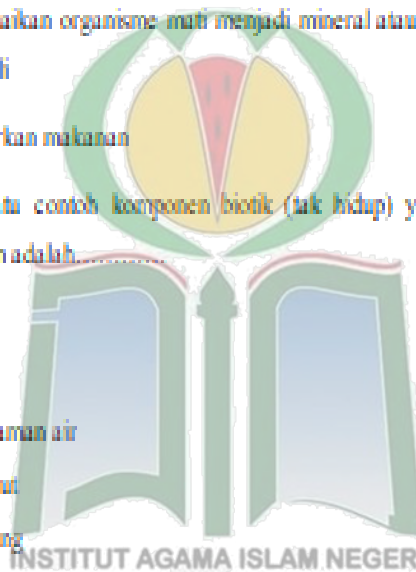 aikan organisme mati menjadi mineral atau
di
rkan makanan
tu contoh komponen biotik (tak hidup) y
n adalah..............
aman air
ut
ng
INSTITUT AGAMA ISLAM NEGER